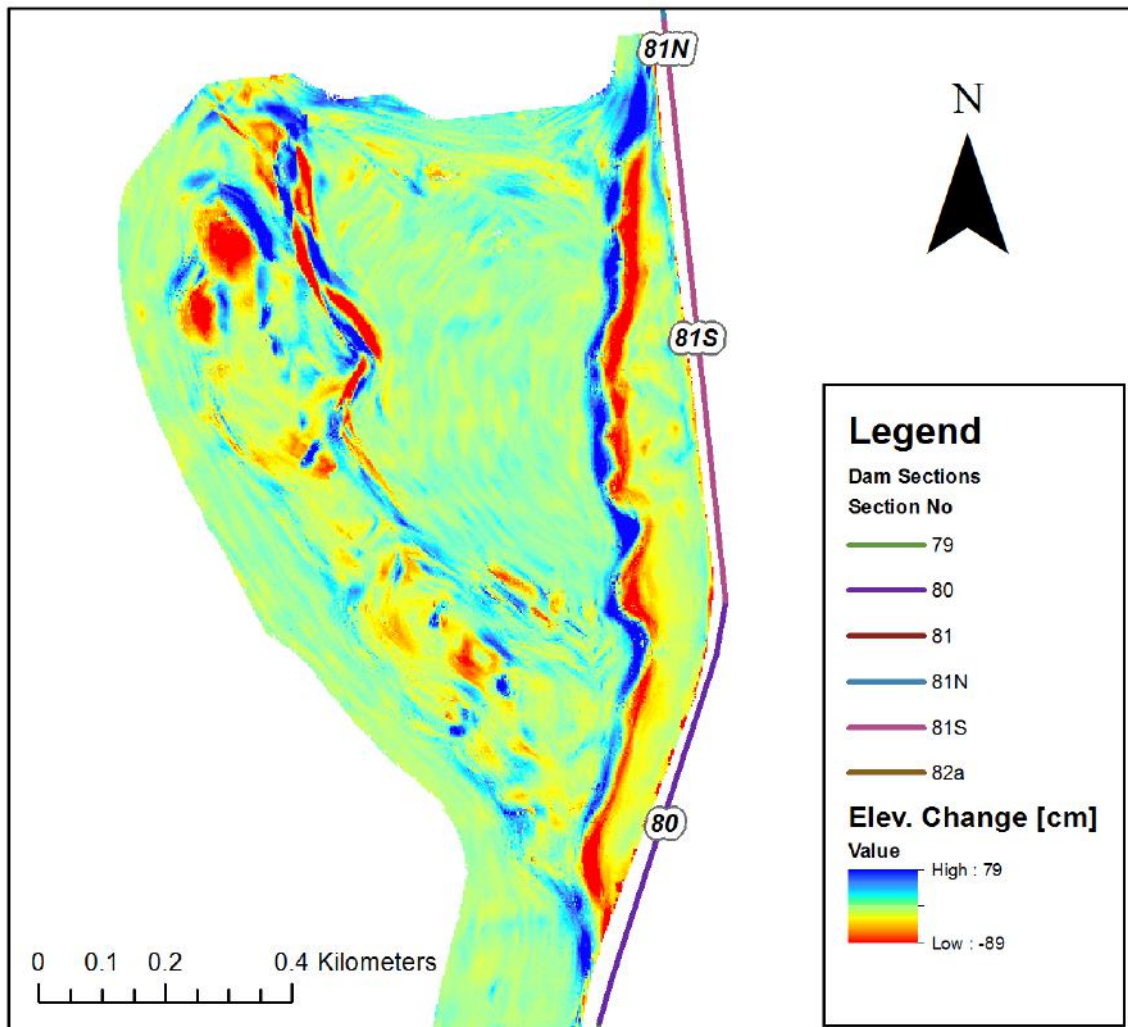 81N
N
81S
80
Legend
Dam Sections
Section No
79
80
81
81N
81S
82a
Elev. Change [cm]
Value
High : 79
Low : -89
0 0.1 0.2 0.4 Kilometers